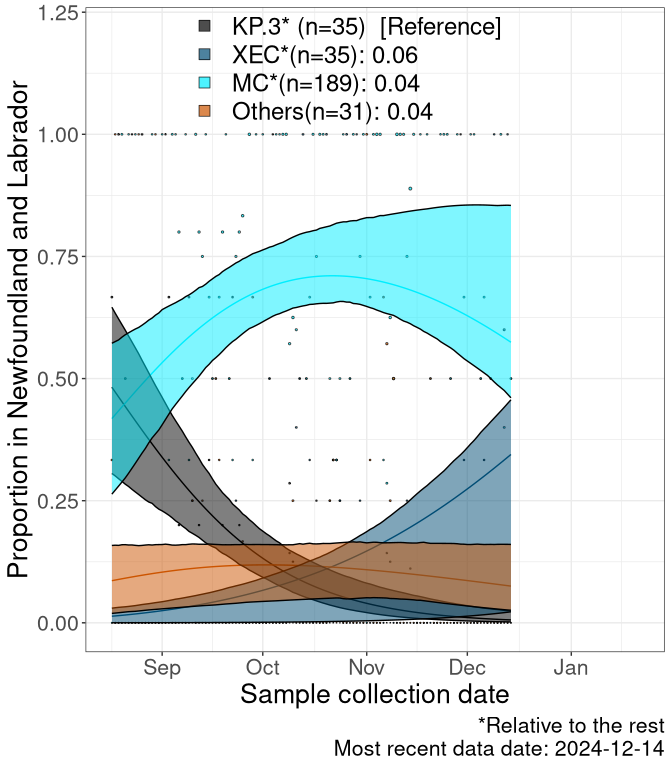 KP.3* (n=35)  [Reference]
XEC*(n=35): 0.06
MC*(n=189): 0.04
Others(n=31): 0.04
Proportion in Newfoundland and Labrador
1.25
1.00
0.75
0.50
0.25
0.00
Sep Oct Nov Dec Jan
Sample collection date
*Relative to the rest
Most recent data date: 2024-12-14